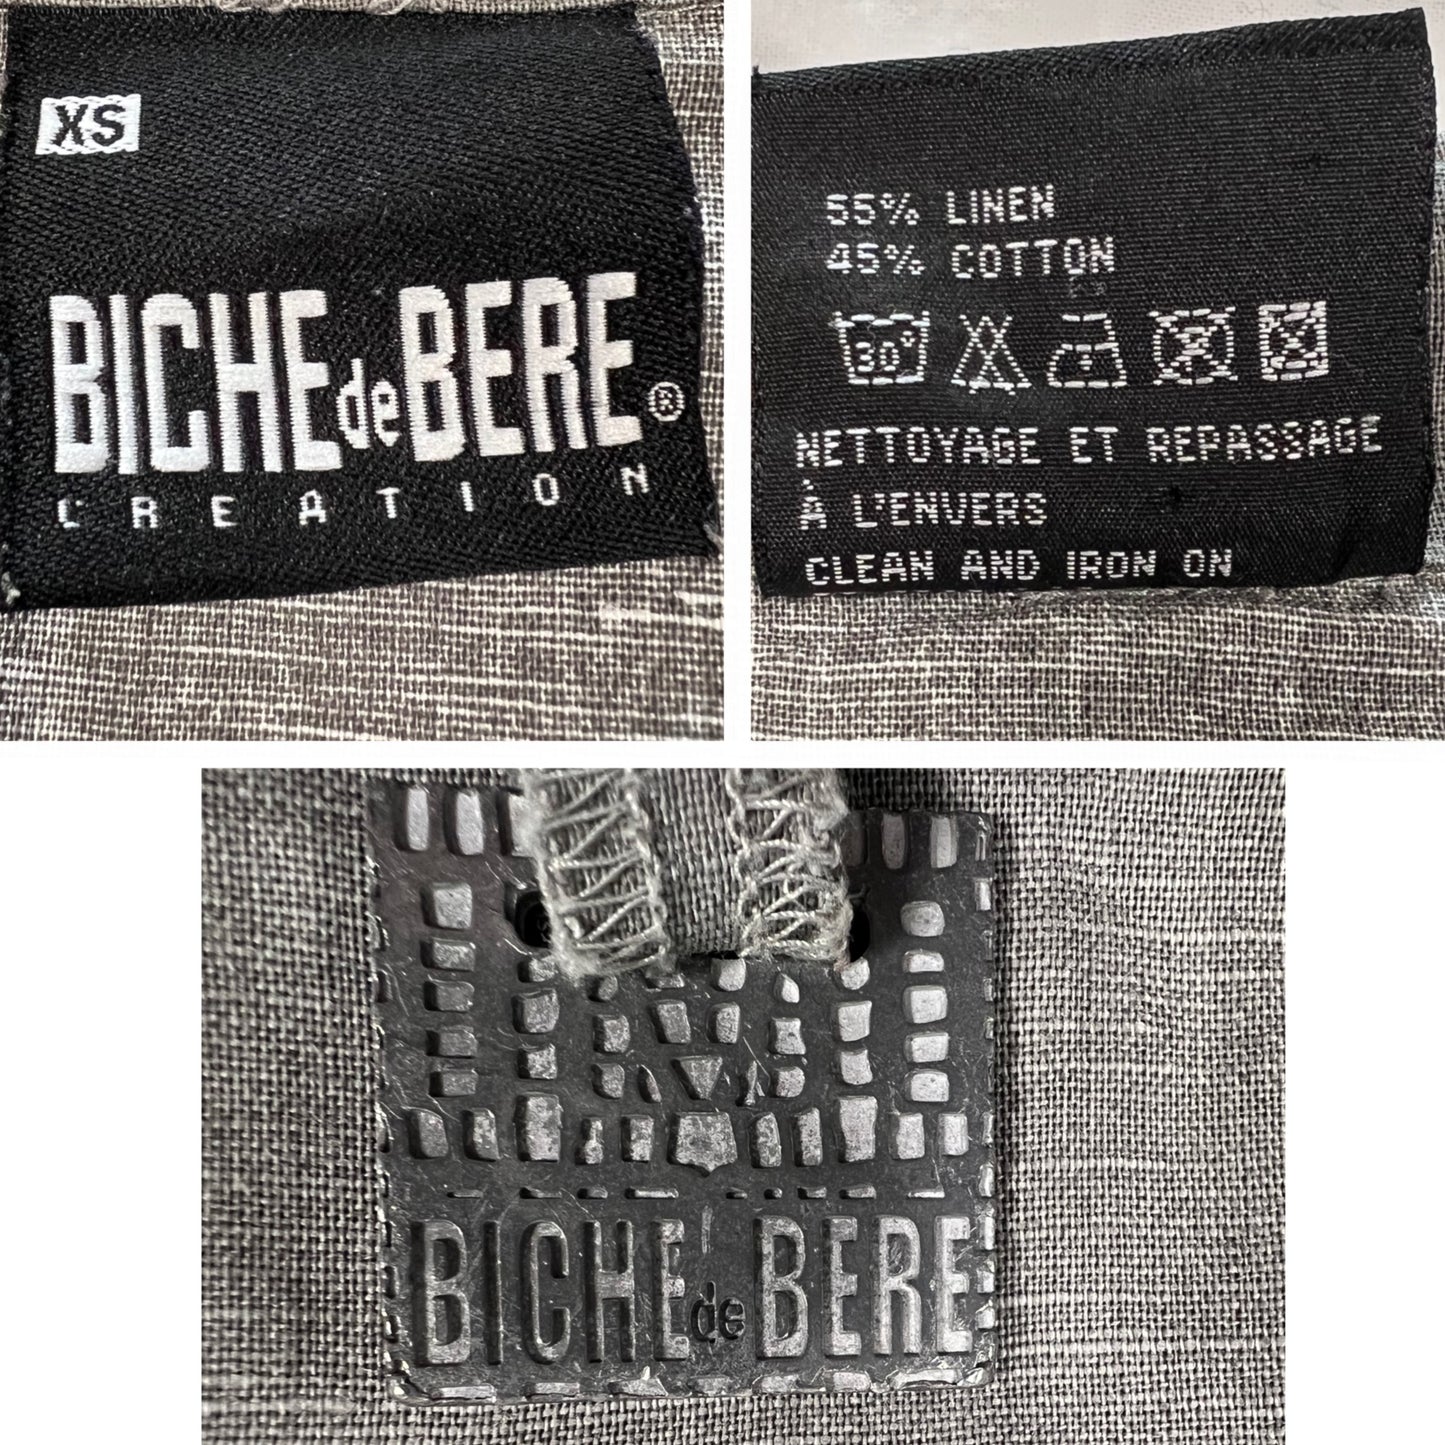 XS
BICHE de BERE ®
CREATION
55% LINEN
45% COTTON
30°
NETTOYAGE ET REPASSAGE
À L'ENVERS
CLEAN AND IRON ON
BICHE de BERE